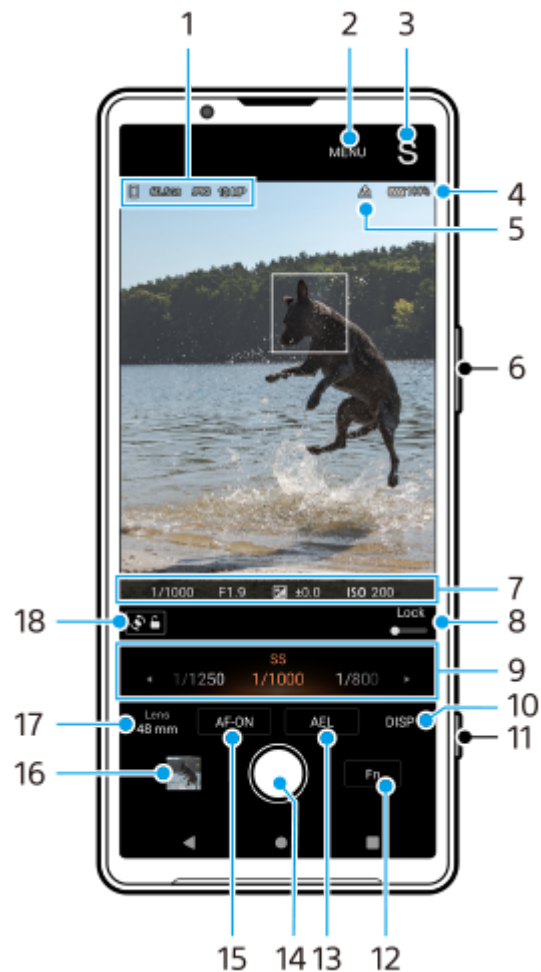 1 2 3
MENU S
4
5
6
1/1000 F1.9 ±0.0 ISO 200 7
18 Lock 8
SS
1/1250 1/1000 1/800 9
10
17 Lens AF-ON AEL DISP 11
48 mm
16 Fn
15 14 13 12